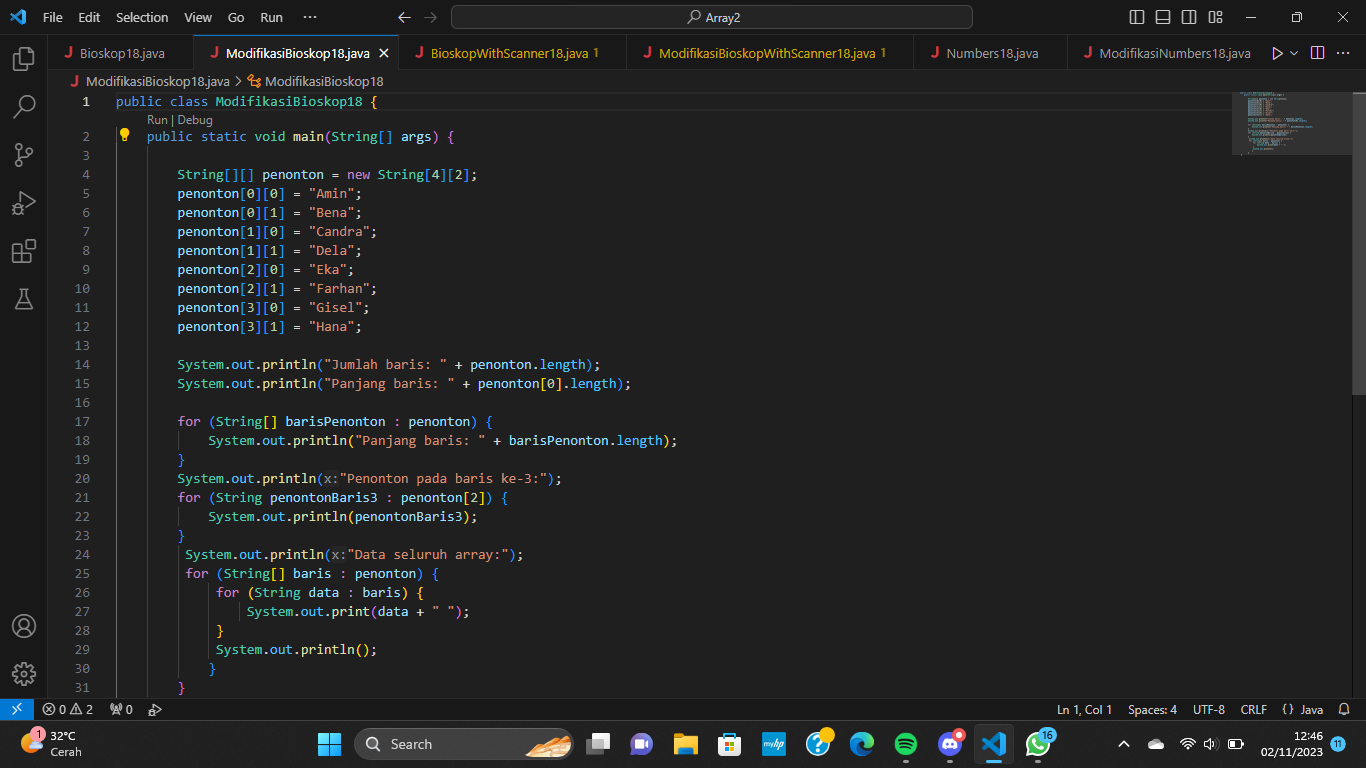 File Edit Selection View Go Run ··· Array2
Bioskop18.java ModifikasiBioskop18.java BioskopWithScanner18.java 1 ModifikasiBioskopWithScanner18.java 1 Numbers18.java ModifikasiNumbers18.java
ModifikasiBioskop18.java > ModifikasiBioskop18
1 public class ModifikasiBioskop18 {
Run | Debug
2 public static void main(String[] args) {
3
4 String[][] penonton = new String[4][2];
5 penonton[0][0] = "Amin";
6 penonton[0][1] = "Bena";
7 penonton[1][0] = "Candra";
8 penonton[1][1] = "Dela";
9 penonton[2][0] = "Eka";
10 penonton[2][1] = "Farhan";
11 penonton[3][0] = "Gisel";
12 penonton[3][1] = "Hana";
13
14 System.out.println("Jumlah baris: " + penonton.length);
15 System.out.println("Panjang baris: " + penonton[0].length);
16
17 for (String[] barisPenonton : penonton) {
18 System.out.println("Panjang baris: " + barisPenonton.length);
19 }
20 System.out.println(x:"Penonton pada baris ke-3:");
21 for (String penontonBaris3 : penonton[2]) {
22 System.out.println(penontonBaris3);
23 }
24 System.out.println(x:"Data seluruh array:");
25 for (String[] baris : penonton) {
26 for (String data : baris) {
27 System.out.print(data + " ");
28 }
29 System.out.println();
30 }
31 }
0 2 0 Ln 1, Col 1 Spaces: 4 UTF-8 CRLF {} Java
1 32°C
Cerah
Search
myhp
16
12:46
02/11/2023
11